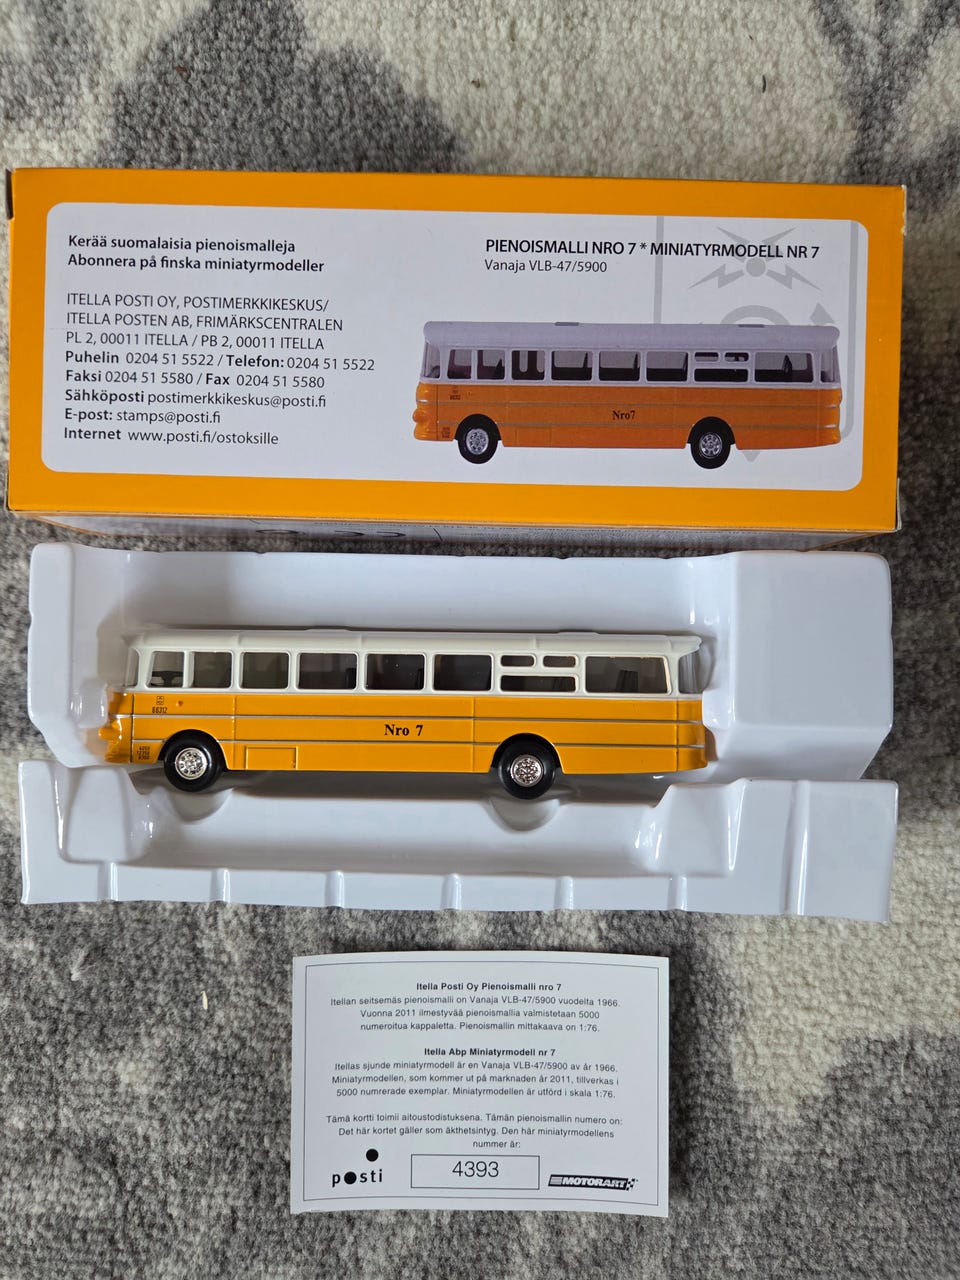 Kerää suomalaisia pienoismalleja
Abonnera på finska miniatyrmodeller
ITELLA POSTI OY, POSTIMERKKIKESKUS/
ITELLA POSTEN AB, FRIMÄRKSCENTRALEN
PL 2, 00011 ITELLA / PB 2, 00011 ITELLA
Puhelin 0204 51 5522 / Telefon: 0204 51 5522
Faksi 0204 51 5580 / Fax 0204 51 5580
Sähköposti postimerkkikeskus@posti.fi
E-post: stamps@posti.fi
Internet www.posti.fi/ostoksille
PIENOISMALLI NRO 7 * MINIATYRMODELL NR 7
Vanaja VLB-47/5900
Nro7
66312
Nro 7
Itella Posti Oy Pienoismalli nro 7
Itellan seitsemäs pienoismalli on Vanaja VLB-47/5900 vuodelta 1966.
Vuonna 2011 ilmestyvää pienoismallia valmistetaan 5000
numeroitua kappaletta. Pienoismallin mittakaava on 1:76.
Itella Abp Miniatyrmodell nr 7
Itellas sjunde miniatyrmodell är en Vanaja VLB-47/5900 av år 1966.
Miniatyrmodellen, som kommer ut på marknaden år 2011, tillverkas i
5000 numrerade exemplar. Miniatyrmodellen är utförd i skala 1:76.
Tämä kortti toimii aitoustodistuksena. Tämän pienoismallin numero on:
Det här kortet gäller som äkthetsintyg. Den här miniatyrmodellens
nummer är:
posti
4393
MOTORART